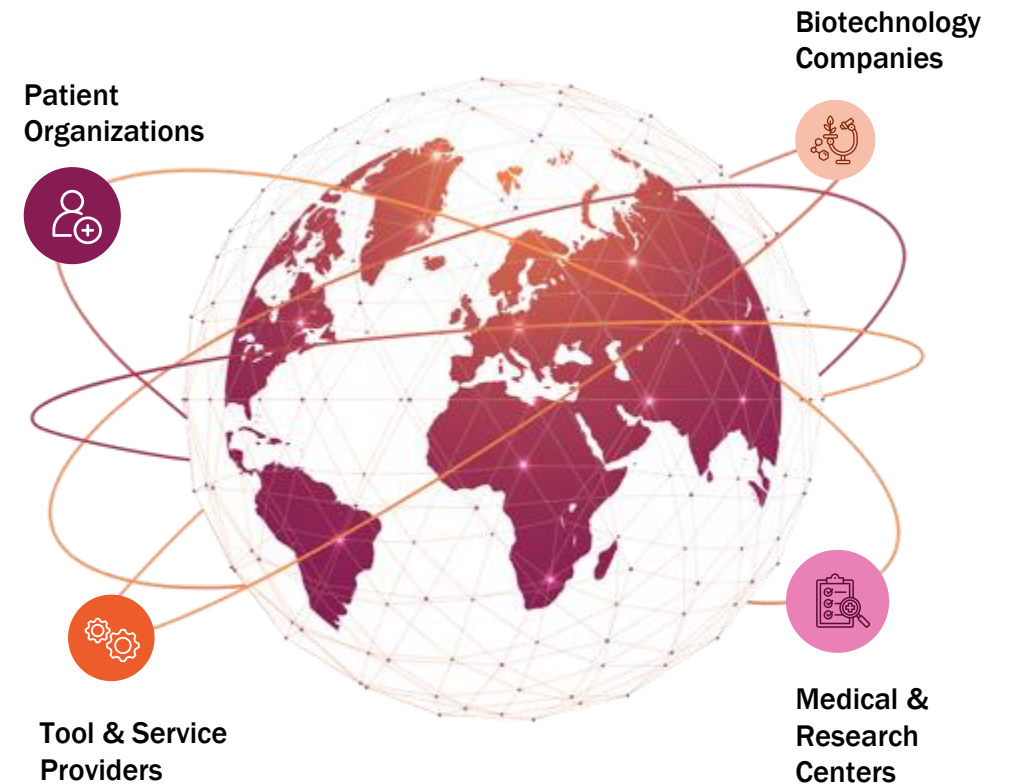 Biotechnology
Companies
Patient
Organizations
Tool & Service
Providers
Medical &
Research
Centers